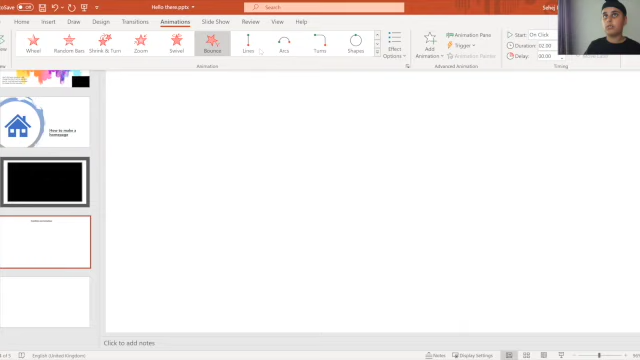 AutoSave Off Hello there.pptx Search Sehaj
Home Insert Draw Design Transitions Animations Slide Show Review View Help
Wheel Random Bars Shrink & Turn Zoom Swivel Bounce Lines Arcs Turns Shapes
Effect Options
Add Animation
Animation Pane
Trigger
Animation Painter
Start: On Click
Duration: 02.00
Delay: 00.00
Animation Advanced Animation Timing
How to make a
homepage
Click to add notes
English (United Kingdom) Notes Display Settings